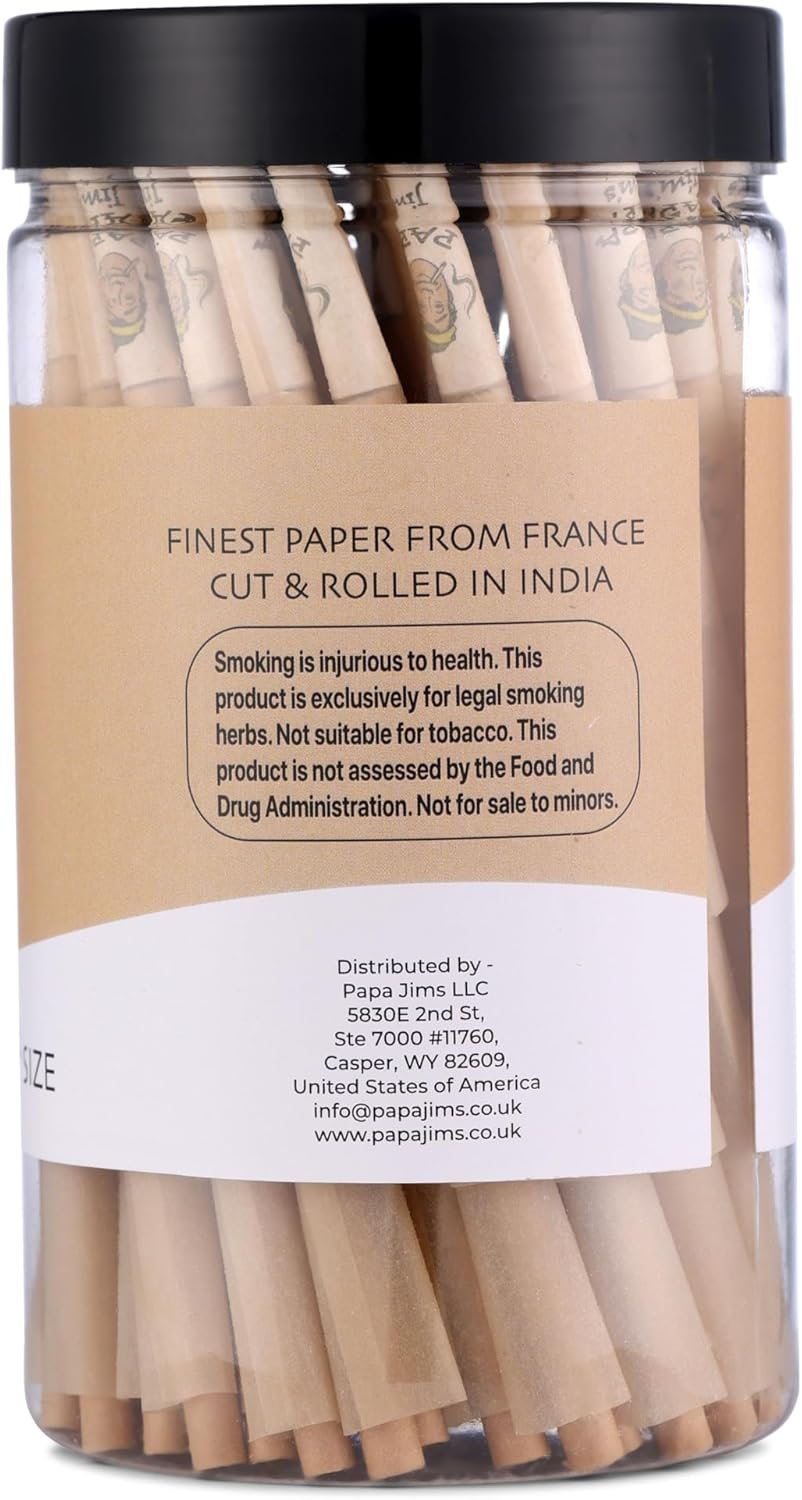 FINEST PAPER FROM FRANCE
CUT & ROLLED IN INDIA
Smoking is injurious to health. This
product is exclusively for legal smoking
herbs. Not suitable for tobacco. This
product is not assessed by the Food and
Drug Administration. Not for sale to minors.
SIZE
Distributed by -
Papa Jims LLC
5830E 2nd St,
Ste 7000 #11760,
Casper, WY 82609,
United States of America
info@papajims.co.uk
www.papajims.co.uk